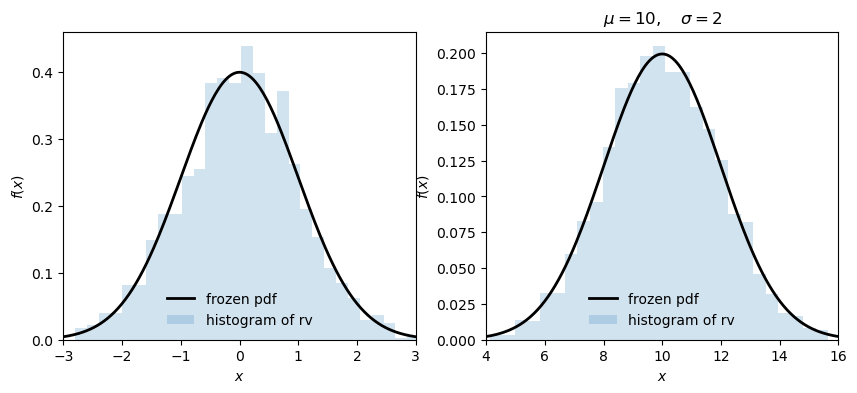 0.4
0.3
0.2
0.1
0.0
f(x)
−3 −2 −1 0 1 2 3
x
frozen pdf
histogram of rv
μ = 10, σ = 2
0.200
0.175
0.150
0.125
0.100
0.075
0.050
0.025
0.000
f(x)
4 6 8 10 12 14 16
x
frozen pdf
histogram of rv